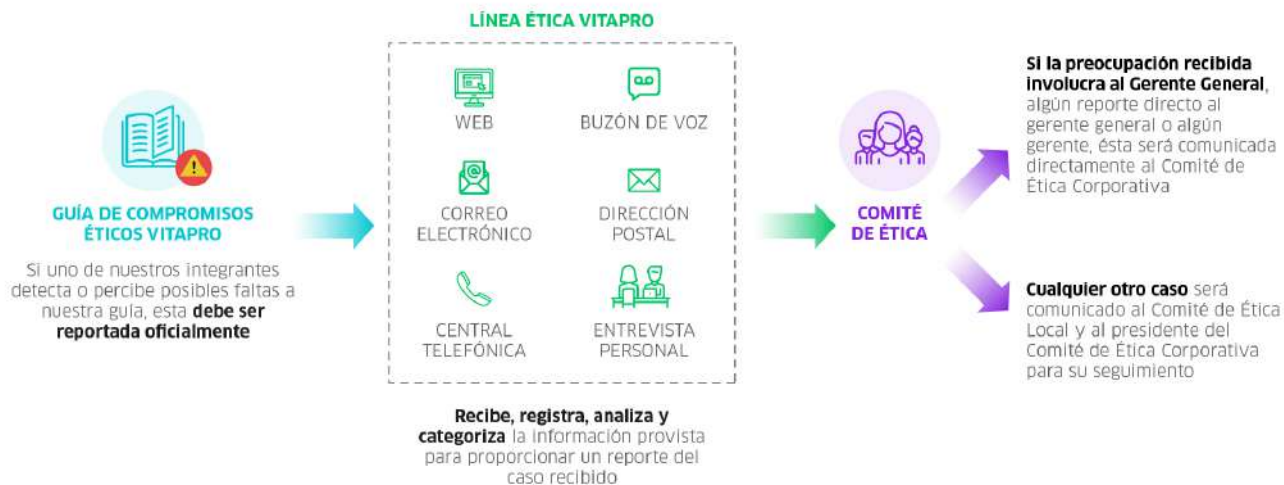 GUÍA DE COMPROMISOS
ÉTICOS VITAPRO
Si uno de nuestros integrantes
detecta o percibe posibles faltas a
nuestra guía, esta debe ser
reportada oficialmente
LÍNEA ÉTICA VITAPRO
WEB
BUZÓN DE VOZ
CORREO
ELECTRÓNICO
DIRECCIÓN
POSTAL
CENTRAL
TELEFÓNICA
ENTREVISTA
PERSONAL
Recibe, registra, analiza y
categoriza la información provista
para proporcionar un reporte del
caso recibido
COMITÉ
DE ÉTICA
Si la preocupación recibida
involucra al Gerente General,
algún reporte directo al
gerente general o algún
gerente, ésta será comunicada
directamente al Comité de
Ética Corporativa
Cualquier otro caso será
comunicado al Comité de Ética
Local y al presidente del
Comité de Ética Corporativa
para su seguimiento